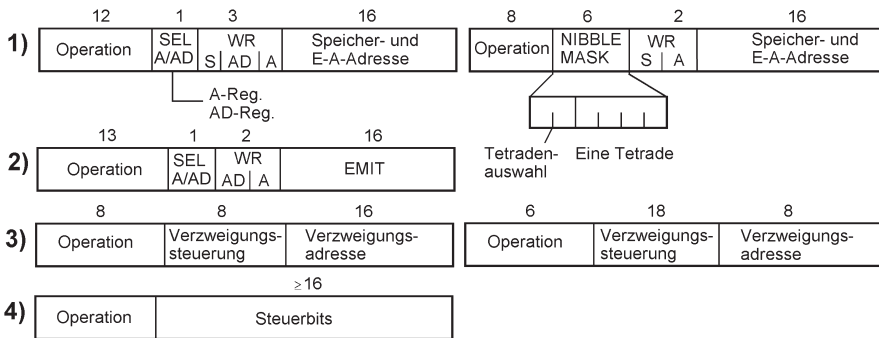 12 1 3 16
1) Operation SEL A/AD WR S AD A Speicher- und E-A-Adresse
A-Reg.
AD-Reg.
8 6 2 16
Operation NIBBLE MASK WR S A Speicher- und E-A-Adresse
Tetraden-
auswahl
Eine Tetrade
13 1 2 16
2) Operation SEL A/AD WR AD A EMIT
8 8 16
3) Operation Verzweigungs-
steuerung
Verzweigungs-
adresse
6 18 8
Operation Verzweigungs-
steuerung
Verzweigungs-
adresse
≥16
4) Operation Steuerbits